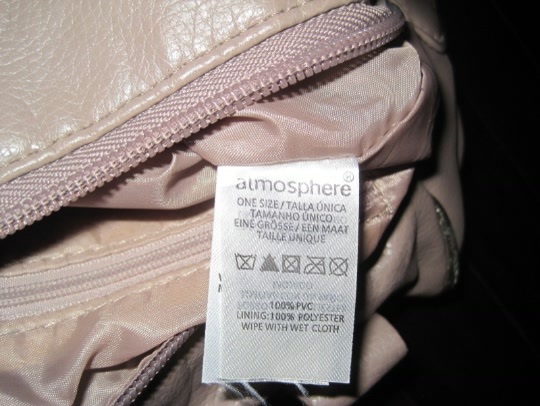 atmosphere®
ONE SIZE/TALLA ÚNICA
TAMANHO ÚNICO
EINE GRÖSSE/EEN MAAT
TAILLE UNIQUE
100% PVC
LINING:100% POLYESTER
WIPE WITH WET CLOTH